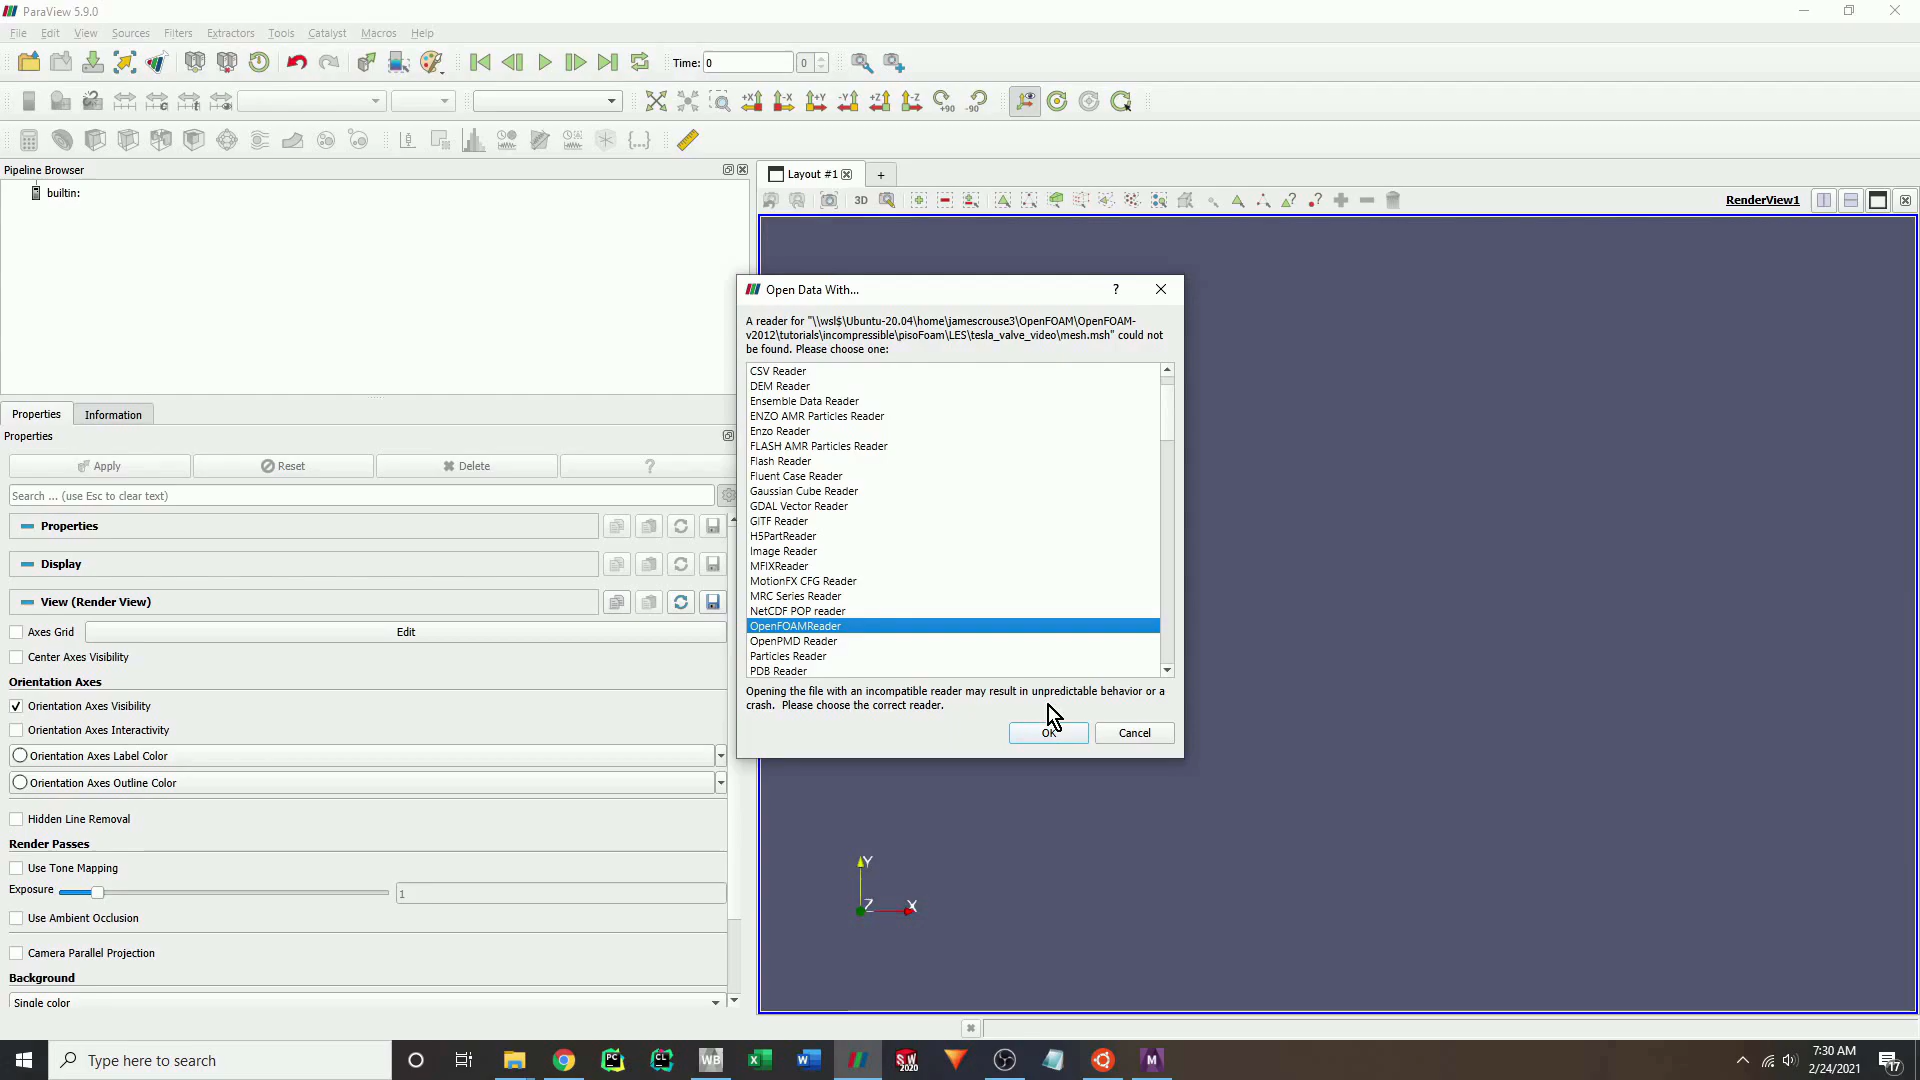 ParaView 5.9.0
File Edit View Sources Filters Extractors Tools Catalyst Macros Help
Time: 0 0
+X -X +Y -Y +Z -Z +90 -90
Pipeline Browser
builtin:
Layout #1 +
3D
RenderView1
Properties Information
Properties
Apply Reset Delete ?
Search ... (use Esc to clear text)
Properties
Display
View (Render View)
Axes Grid Edit
Center Axes Visibility
Orientation Axes
Orientation Axes Visibility
Orientation Axes Interactivity
Orientation Axes Label Color
Orientation Axes Outline Color
Hidden Line Removal
Render Passes
Use Tone Mapping
Exposure 1
Use Ambient Occlusion
Camera Parallel Projection
Background
Single color
Open Data With... ?
A reader for "\\wsl$\Ubuntu-20.04\home\jamescrouse3\OpenFOAM\OpenFOAM-
v2012\tutorials\incompressible\pisoFoam\LES\tesla_valve_video\mesh.msh" could not
be found. Please choose one:
CSV Reader
DEM Reader
Ensemble Data Reader
ENZO AMR Particles Reader
Enzo Reader
FLASH AMR Particles Reader
Flash Reader
Fluent Case Reader
Gaussian Cube Reader
GDAL Vector Reader
GlTF Reader
H5PartReader
Image Reader
MFIXReader
MotionFX CFG Reader
MRC Series Reader
NetCDF POP reader
OpenFOAMReader
OpenPMD Reader
Particles Reader
PDB Reader
Opening the file with an incompatible reader may result in unpredictable behavior or a
crash. Please choose the correct reader.
OK Cancel
Y
Z X
Type here to search
PC CL WB SW 2020 M
7:30 AM
2/24/2021
17